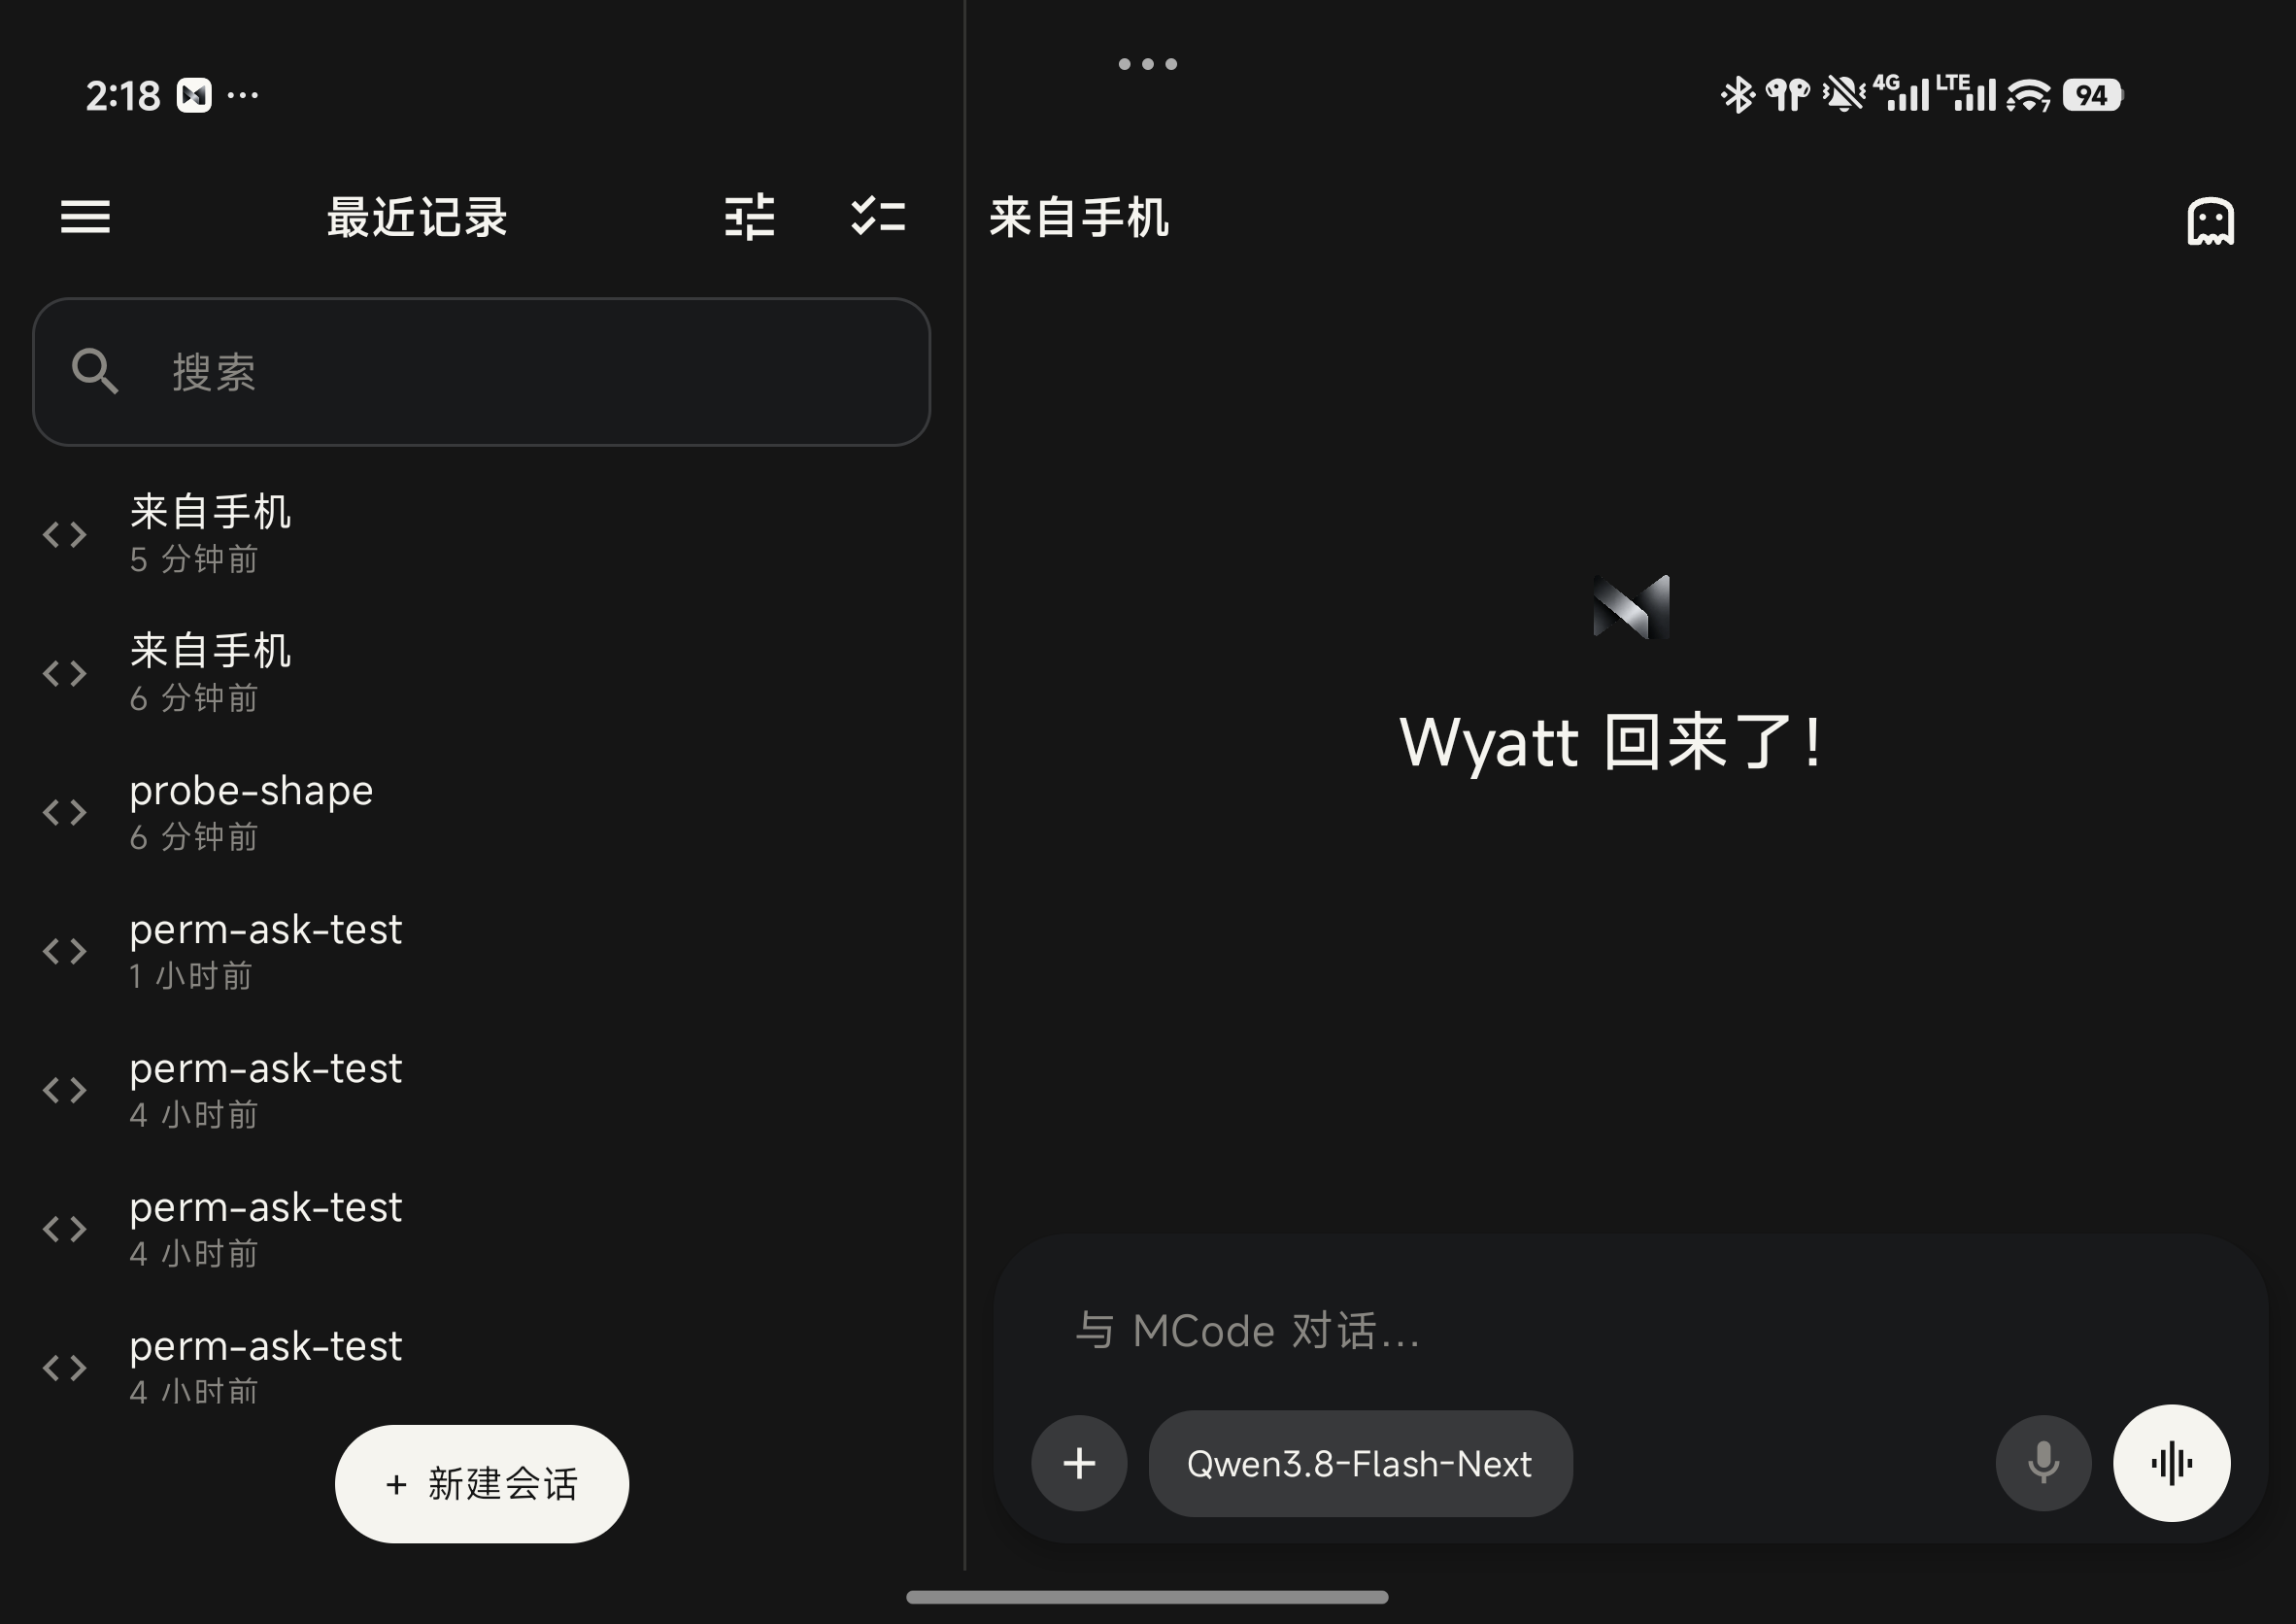 2:18
4G LTE 7 94
最近记录
来自手机
搜索
来自手机
5 分钟前
来自手机
6 分钟前
probe-shape
6 分钟前
perm-ask-test
1 小时前
perm-ask-test
4 小时前
perm-ask-test
4 小时前
perm-ask-test
4 小时前
+ 新建会话
Wyatt 回来了!
与 MCode 对话...
Qwen3.8-Flash-Next